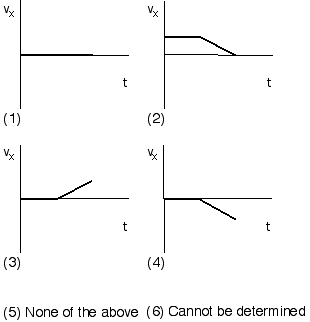 vx vx
t t
(1) (2)
vx vx
t t
(3) (4)
(5) None of the above (6) Cannot be determined